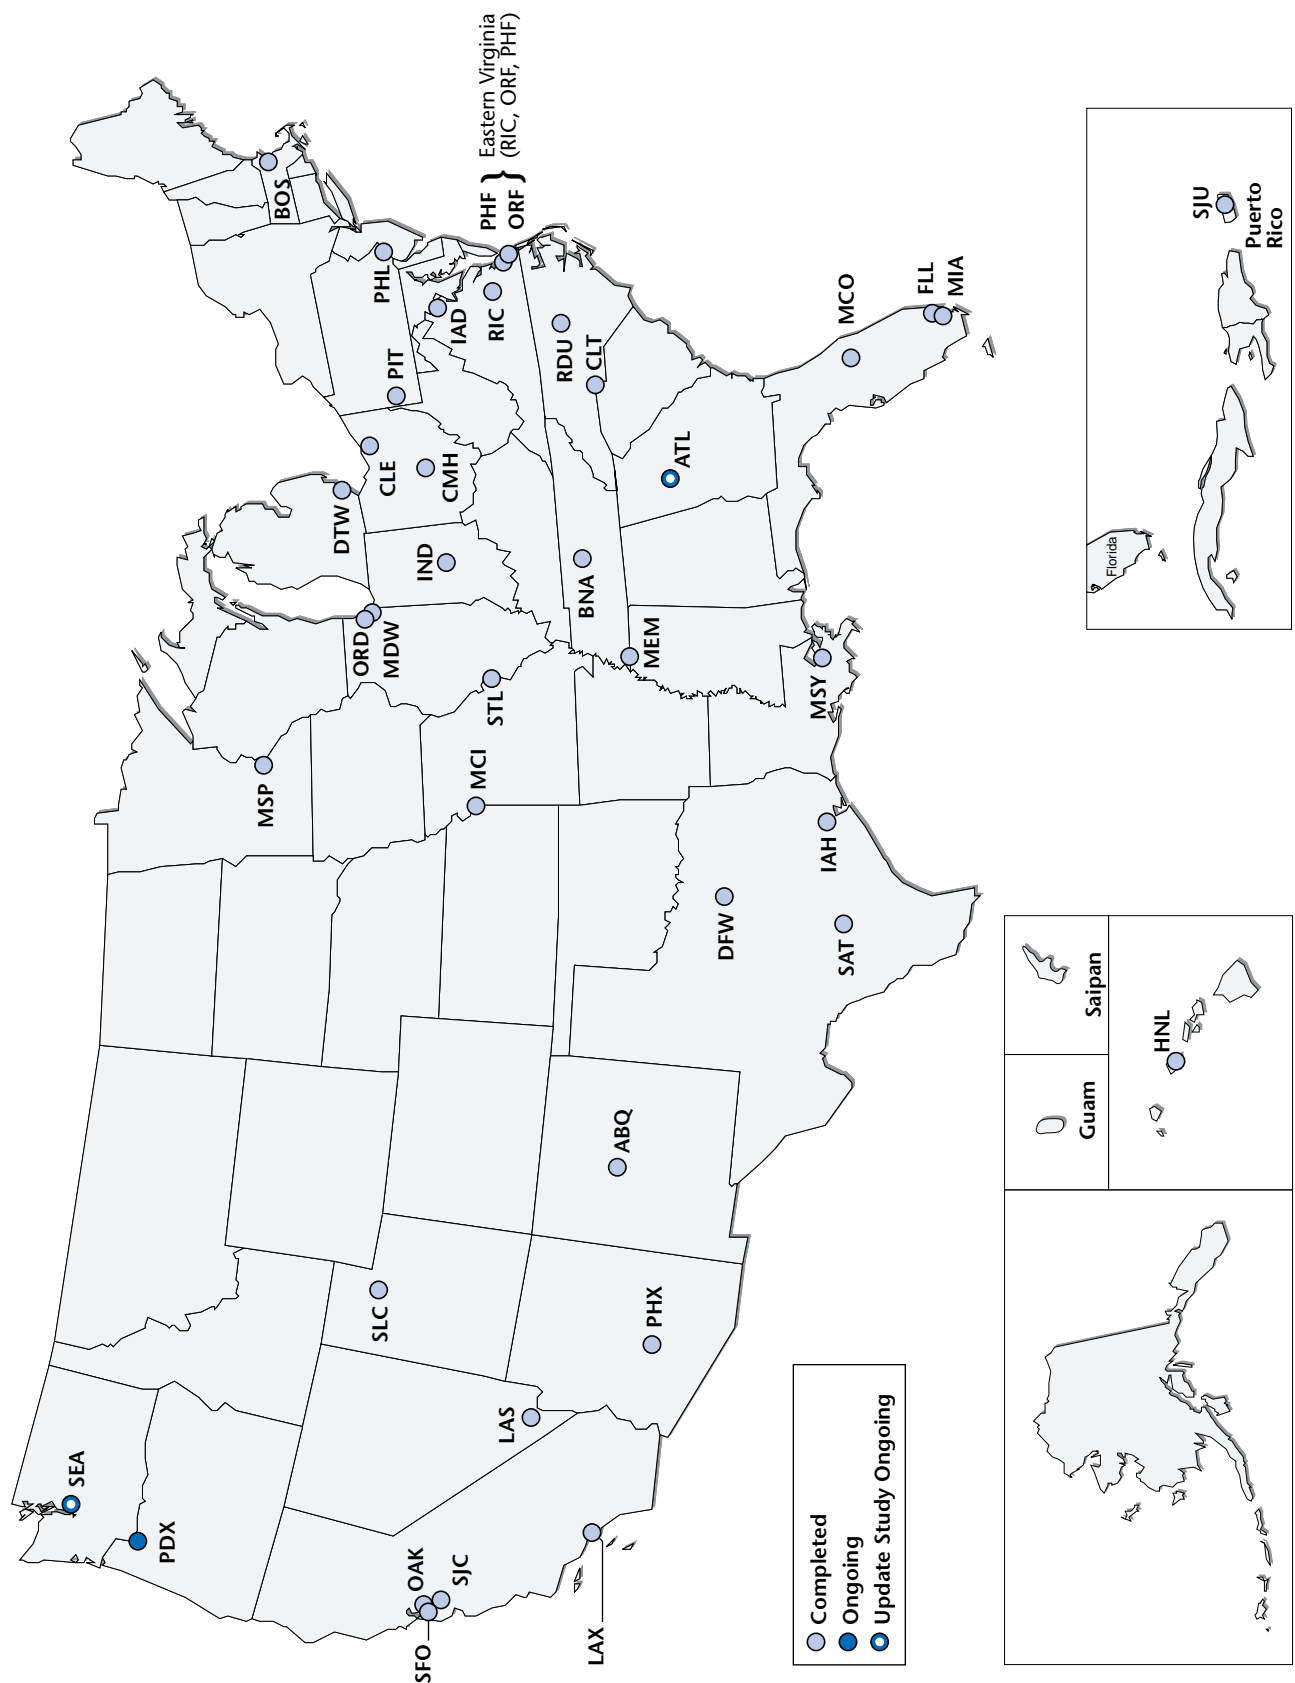 SEA
PDX
OAK
SJC
SFO
LAX
LAS
SLC
PHX
ABQ
MSP
MCI
STL
DFW
SAT
IAH
MSY
MEM
BNA
ORD
MDW
IND
DTW
CLE
CMH
PIT
PHL
BOS
IAD
RIC
PHF
ORF
}
Eastern Virginia
(RIC, ORF, PHF)
RDU
CLT
ATL
MCO
FLL
MIA
Completed
Ongoing
Update Study Ongoing
Guam
Saipan
HNL
Florida
SJU
Puerto
Rico